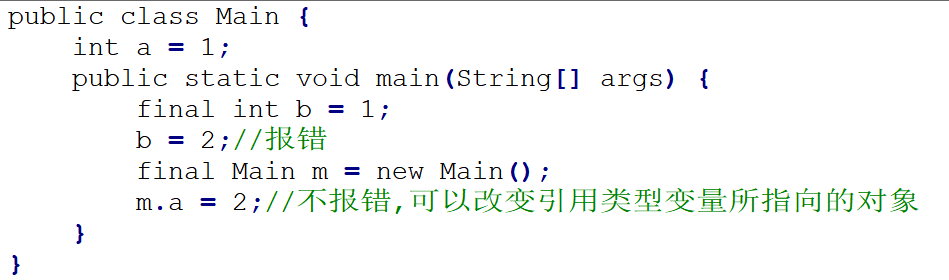 public class Main {
    int a = 1;
    public static void main(String[] args) {
        final int b = 1;
        b = 2;//报错
        final Main m = new Main();
        m.a = 2;//不报错,可以改变引用类型变量所指向的对象
    }
}